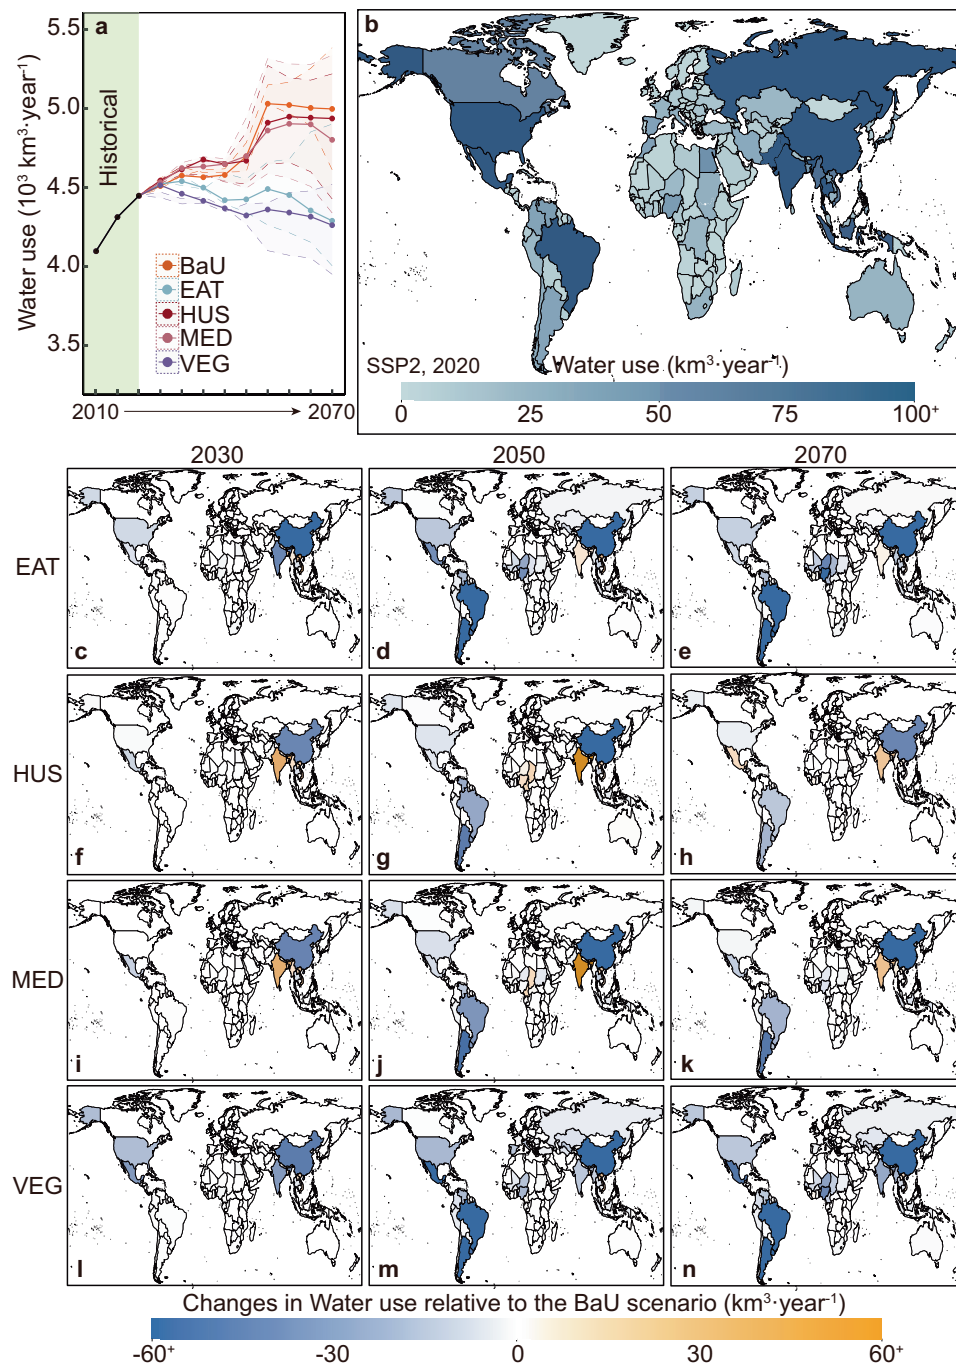 a
Historical
Water use (10³ km³·year⁻¹)
5.5
5.0
4.5
4.0
3.5
BaU
EAT
HUS
MED
VEG
2010
2070
b
SSP2, 2020
Water use (km³·year⁻¹)
0
25
50
75
100⁺
2030
2050
2070
EAT
c
d
e
HUS
f
g
h
MED
i
j
k
VEG
l
m
n
Changes in Water use relative to the BaU scenario (km³·year⁻¹)
-60⁺
-30
0
30
60⁺